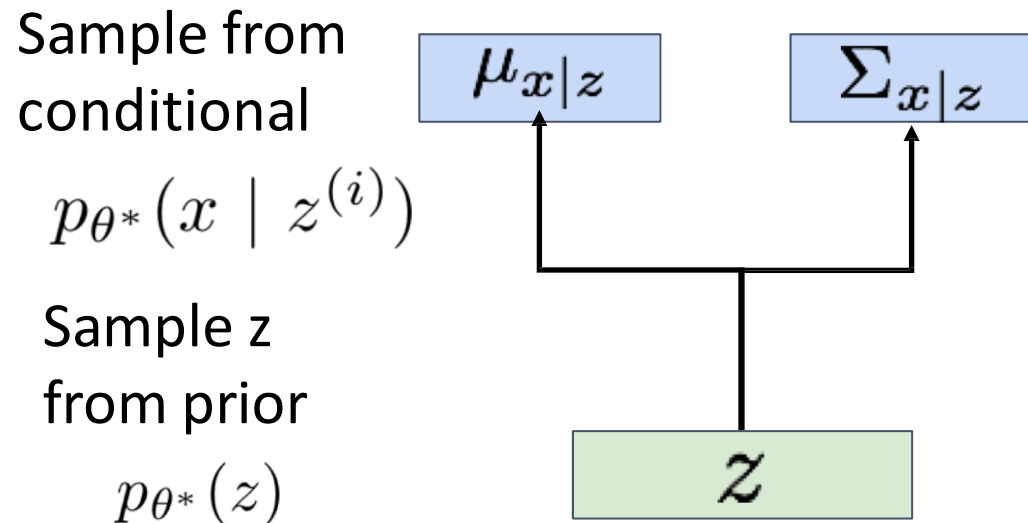 Sample from
conditional
p_{θ*}(x | z^{(i)})
μ_{x|z}
Σ_{x|z}
Sample z
from prior
p_{θ*}(z)
z